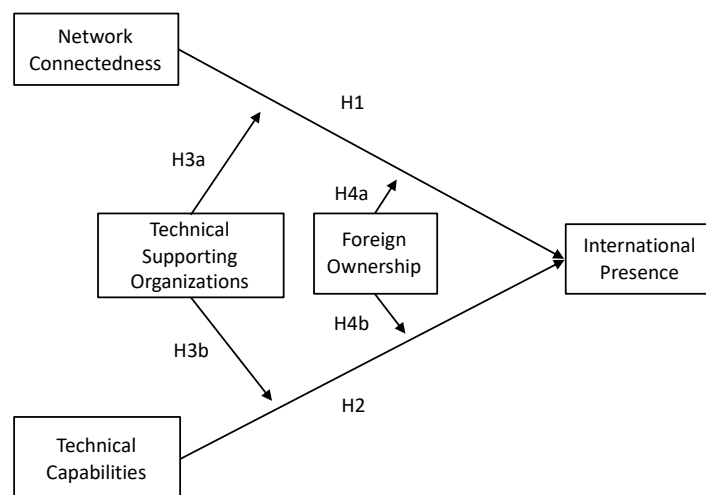 Network
Connectedness
H1
H3a
H4a
Technical
Supporting
Organizations
Foreign
Ownership
International
Presence
H4b
H3b
H2
Technical
Capabilities